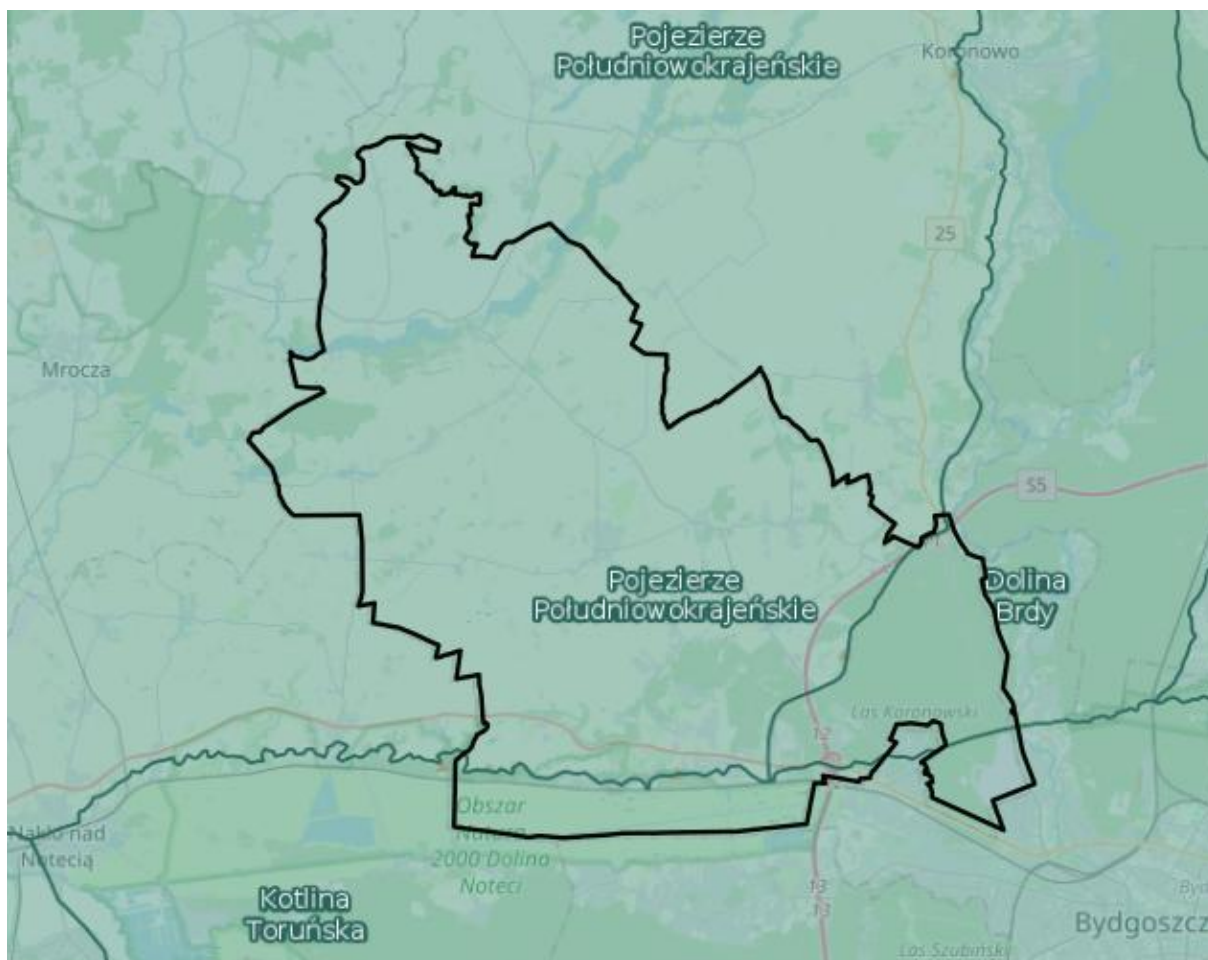 Pojezierze
Południowokrajeńskie
Koronowo
25
Mrocza
S5
Pojezierze
Południowokrajeńskie
Dolina
Brdy
Las Koronowski
12
Obszar
Natura
2000 Dolina
Noteci
Nakło nad
Notecią
Kotlina
Toruńska
13
Bydgoszcz
Las Szubiński